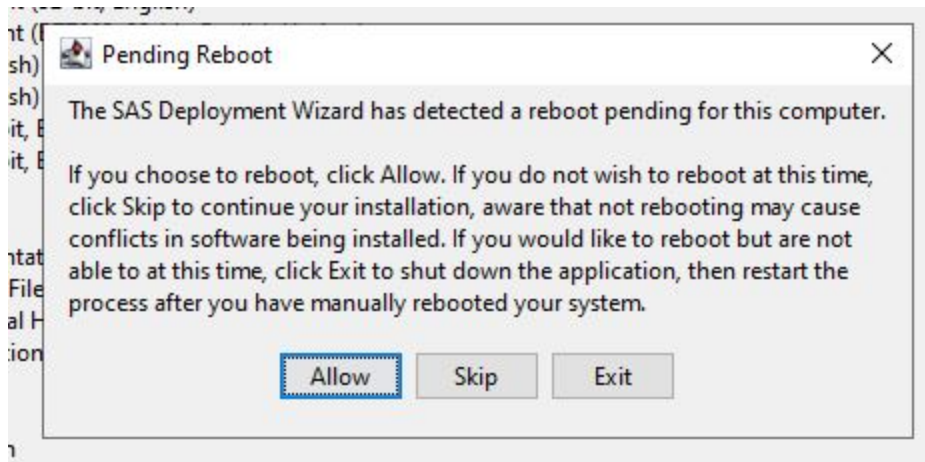 sh)
Pending Reboot
sh)
The SAS Deployment Wizard has detected a reboot pending for this computer.
If you choose to reboot, click Allow. If you do not wish to reboot at this time,
click Skip to continue your installation, aware that not rebooting may cause
conflicts in software being installed. If you would like to reboot but are not
able to at this time, click Exit to shut down the application, then restart the
process after you have manually rebooted your system.
Allow
Skip
Exit